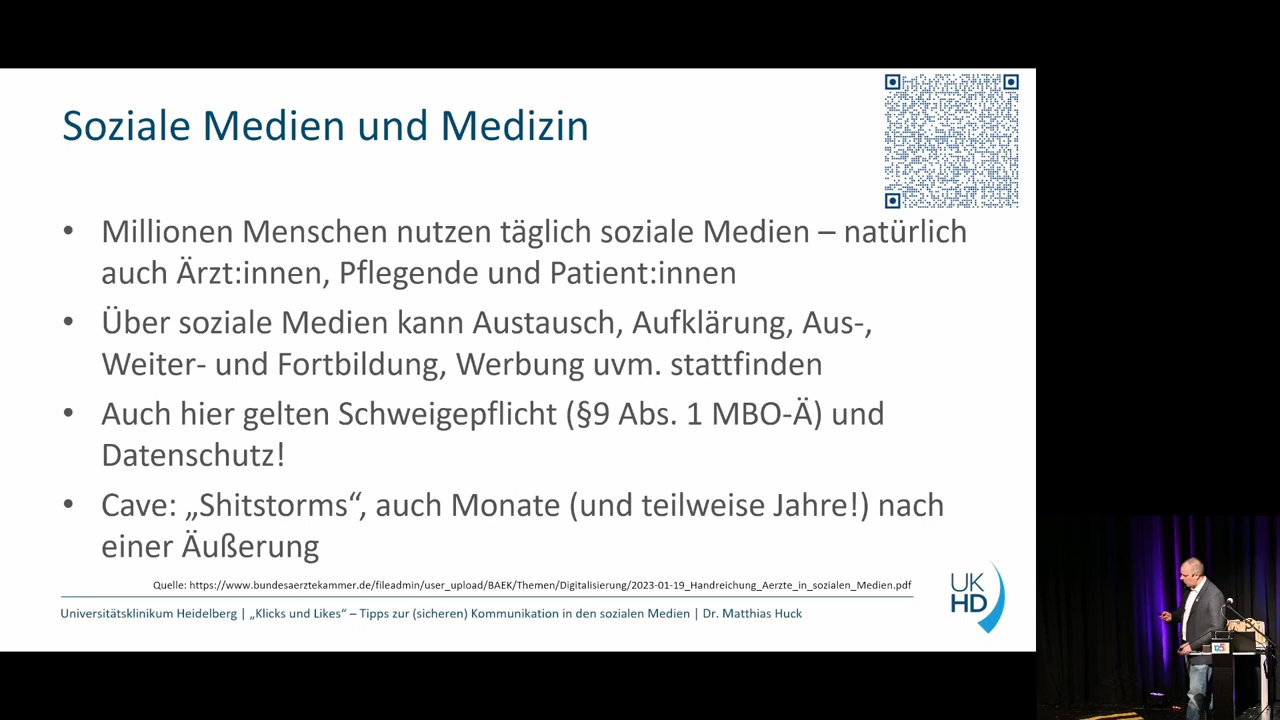 Soziale Medien und Medizin
• Millionen Menschen nutzen täglich soziale Medien – natürlich
auch Ärzt:innen, Pflegende und Patient:innen
• Über soziale Medien kann Austausch, Aufklärung, Aus-,
Weiter- und Fortbildung, Werbung uvm. stattfinden
• Auch hier gelten Schweigepflicht (§9 Abs. 1 MBO-Ä) und
Datenschutz!
• Cave: „Shitstorms“, auch Monate (und teilweise Jahre!) nach
einer Äußerung
Quelle: https://www.bundesaerztekammer.de/fileadmin/user_upload/BAEK/Themen/Digitalisierung/2023-01-19_Handreichung_Aerzte_in_sozialen_Medien.pdf
Universitätsklinikum Heidelberg | „Klicks und Likes“ – Tipps zur (sicheren) Kommunikation in den sozialen Medien | Dr. Matthias Huck
UK
HD